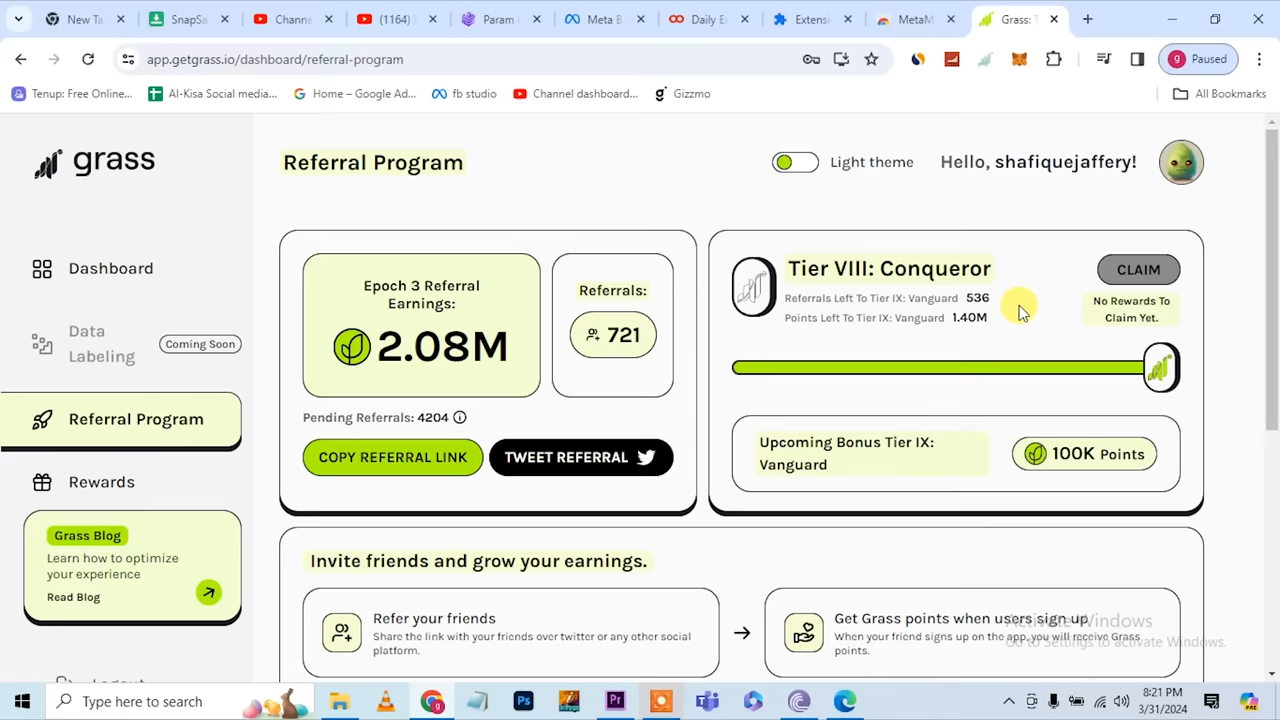 New Ta
SnapSa
Channe
(1164)
Param
Meta B
Daily E
Extensi
MetaM
Grass: T
app.getgrass.io/dashboard/referral-program
g
Paused
Tenup: Free Online...
AI-Kisa Social media...
Home – Google Ad...
fb studio
Channel dashboard...
Gizzmo
All Bookmarks
grass
Referral Program
Light theme
Hello, shafiquejaffery!
Dashboard
Data
Labeling
Coming Soon
Referral Program
Rewards
Grass Blog
Learn how to optimize
your experience
Read Blog
Logout
Epoch 3 Referral
Earnings:
2.08M
Referrals:
721
Pending Referrals: 4204
COPY REFERRAL LINK
TWEET REFERRAL
Tier VIII: Conqueror
Referrals Left To Tier IX: Vanguard 536
Points Left To Tier IX: Vanguard 1.40M
CLAIM
No Rewards To
Claim Yet.
Upcoming Bonus Tier IX:
Vanguard
100K Points
Invite friends and grow your earnings.
Refer your friends
Share the link with your friends over twitter or any other social
platform.
Get Grass points when users sign up
When your friend signs up on the app, you will receive Grass
points.
Activate Windows
Go to Settings to activate Windows.
Type here to search
8:21 PM
3/31/2024